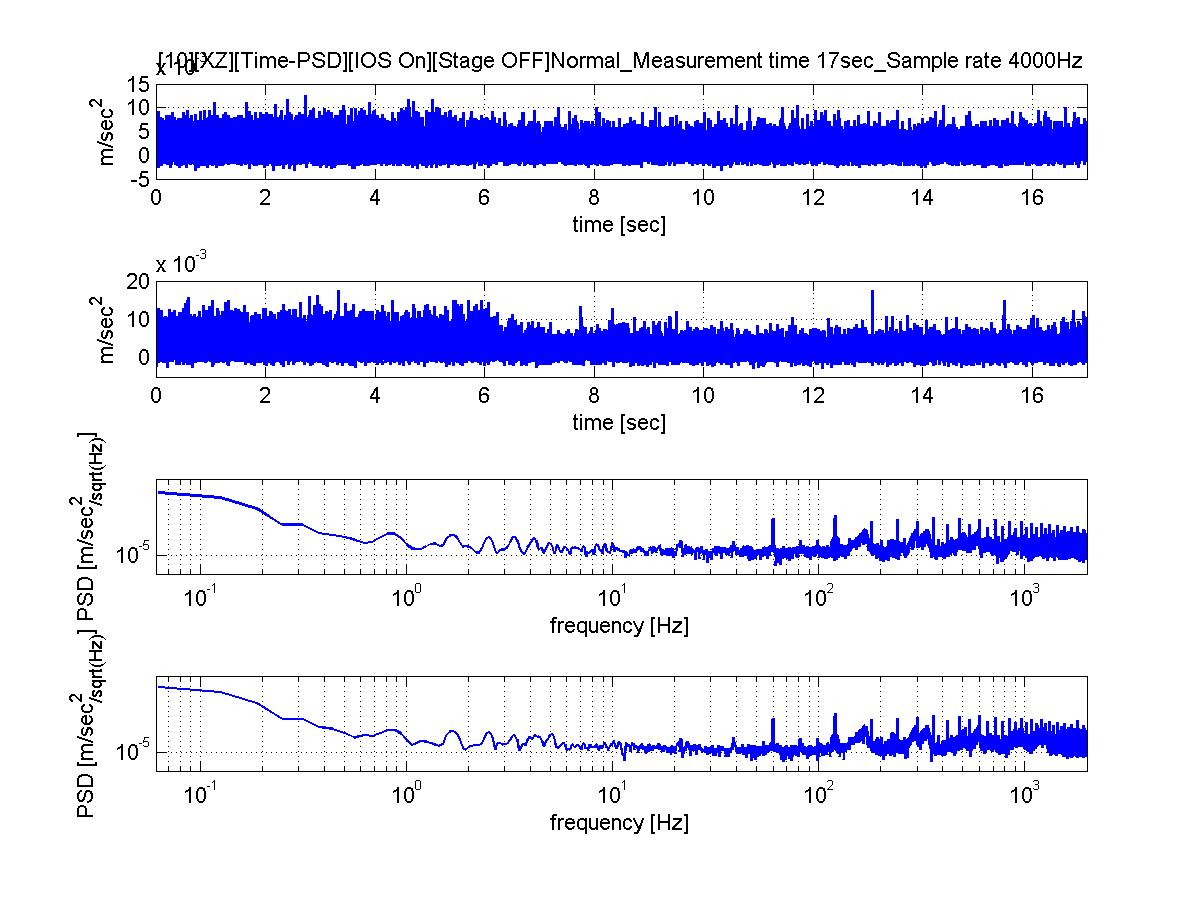 [10][XZ][Time-PSD][IOS On][Stage OFF]Normal_Measurement time 17sec_Sample rate 4000Hz
15
10
5
0
-5
m/sec2
0 2 4 6 8 10 12 14 16
time [sec]
x 10-3
20
10
0
m/sec2
0 2 4 6 8 10 12 14 16
time [sec]
PSD [m/sec2/sqrt(Hz)]
10-5
10-1 100 101 102 103
frequency [Hz]
PSD [m/sec2/sqrt(Hz)]
10-5
10-1 100 101 102 103
frequency [Hz]